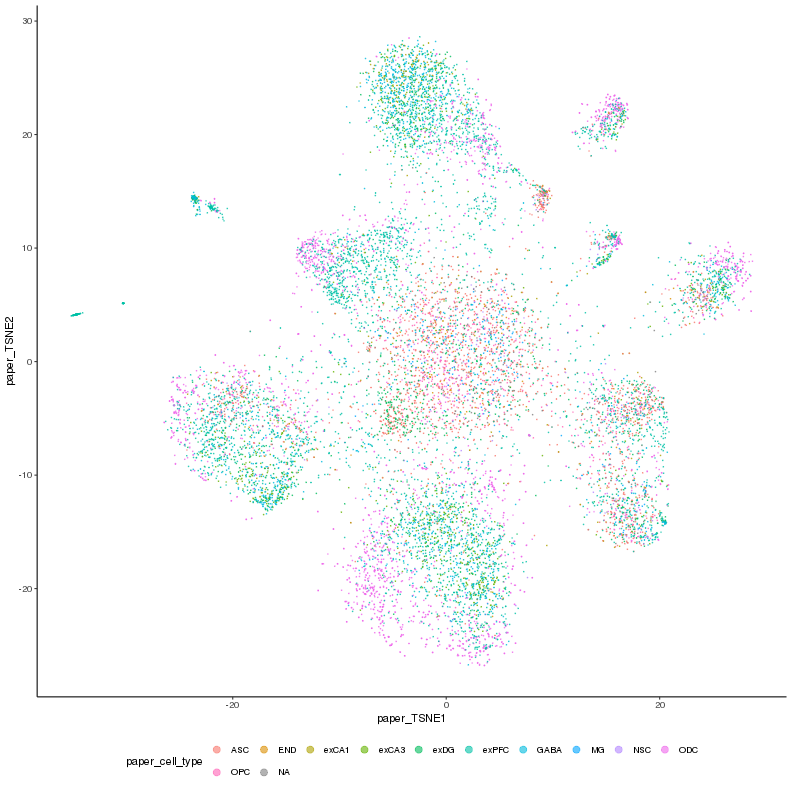 30
20
10
0
-10
-20
paper_TSNE2
-20 0 20
paper_TSNE1
paper_cell_type
ASC END exCA1 exCA3 exDG exPFC GABA MG NSC ODC
OPC NA